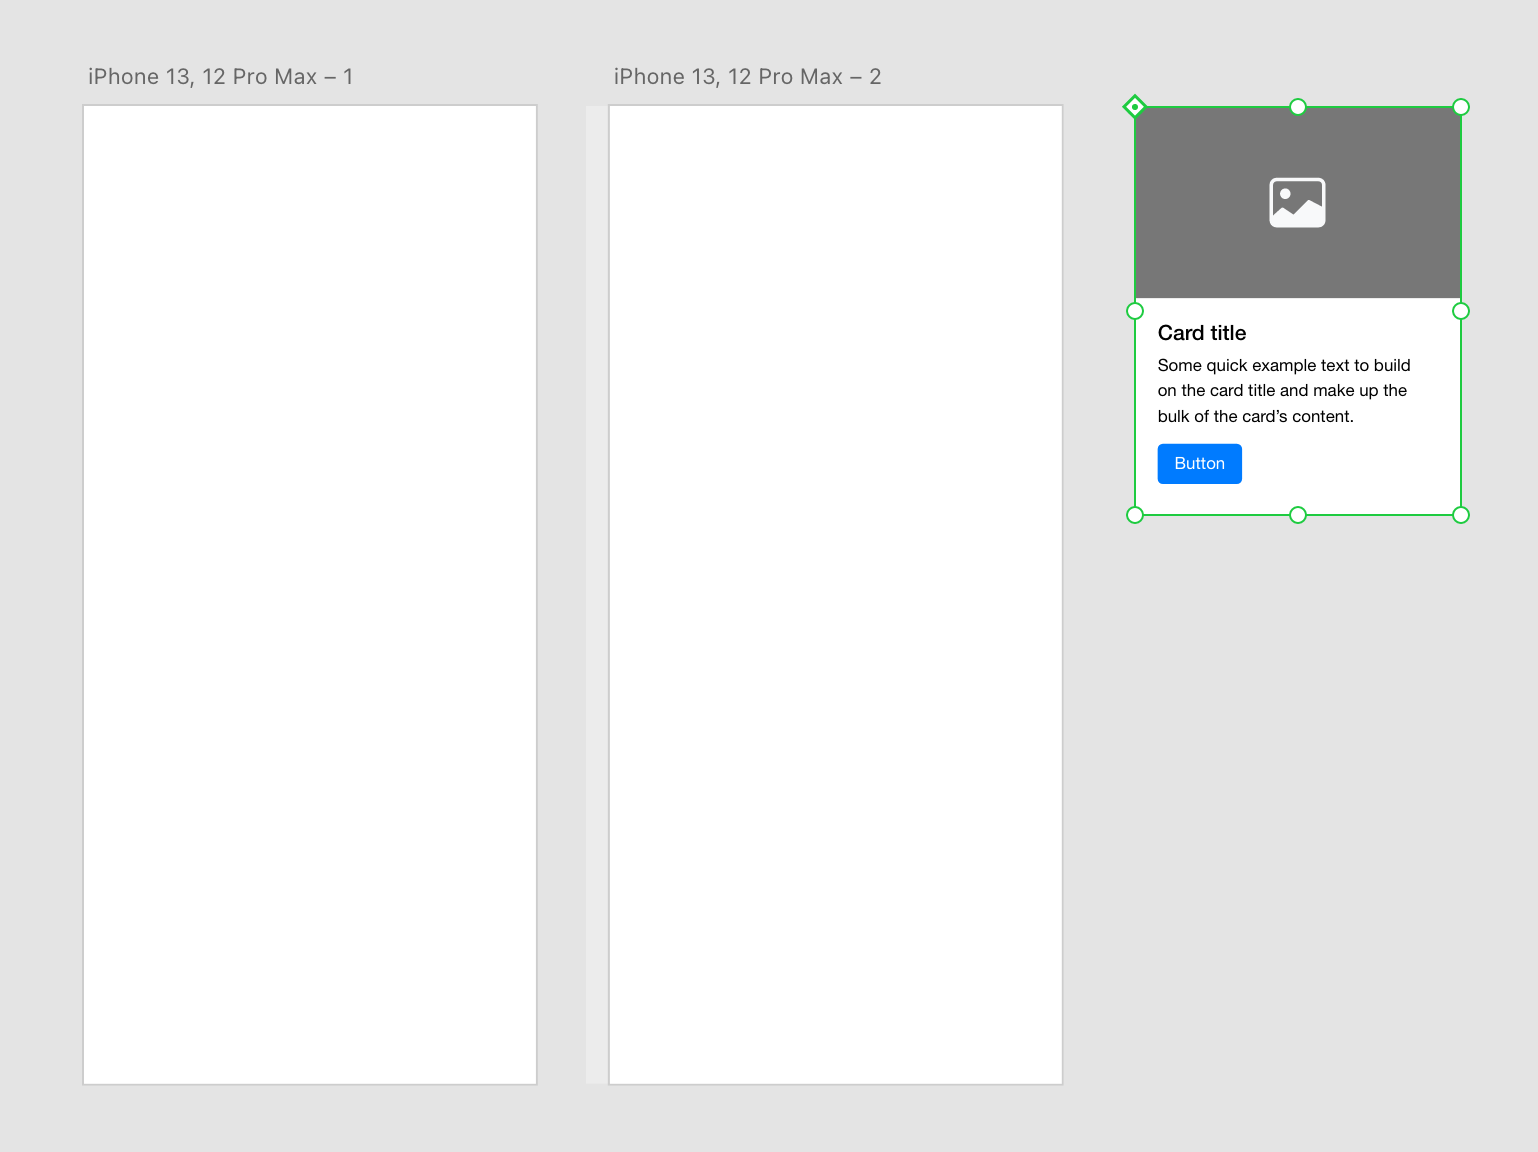 iPhone 13, 12 Pro Max – 1
iPhone 13, 12 Pro Max – 2
Card title
Some quick example text to build
on the card title and make up the
bulk of the card’s content.
Button